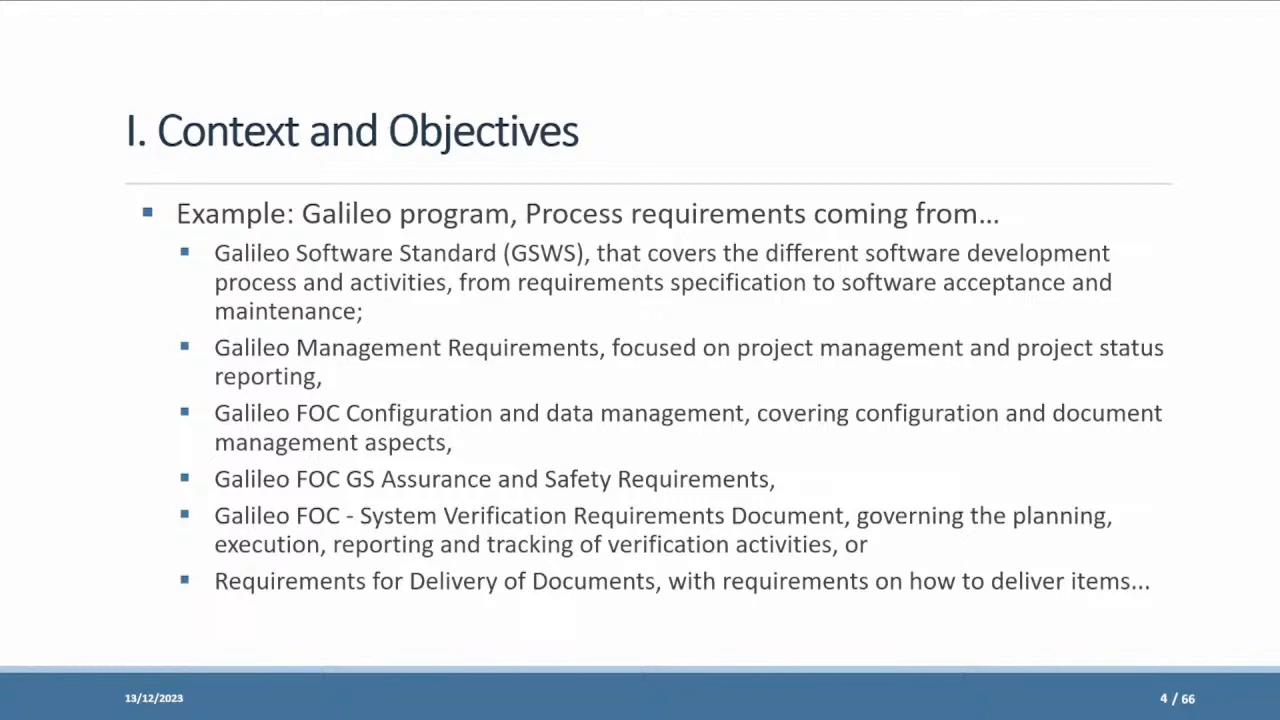 I. Context and Objectives
▪ Example: Galileo program, Process requirements coming from…
▪ Galileo Software Standard (GSWS), that covers the different software development
process and activities, from requirements specification to software acceptance and
maintenance;
▪ Galileo Management Requirements, focused on project management and project status
reporting,
▪ Galileo FOC Configuration and data management, covering configuration and document
management aspects,
▪ Galileo FOC GS Assurance and Safety Requirements,
▪ Galileo FOC - System Verification Requirements Document, governing the planning,
execution, reporting and tracking of verification activities, or
▪ Requirements for Delivery of Documents, with requirements on how to deliver items...
13/12/2023
4 / 66